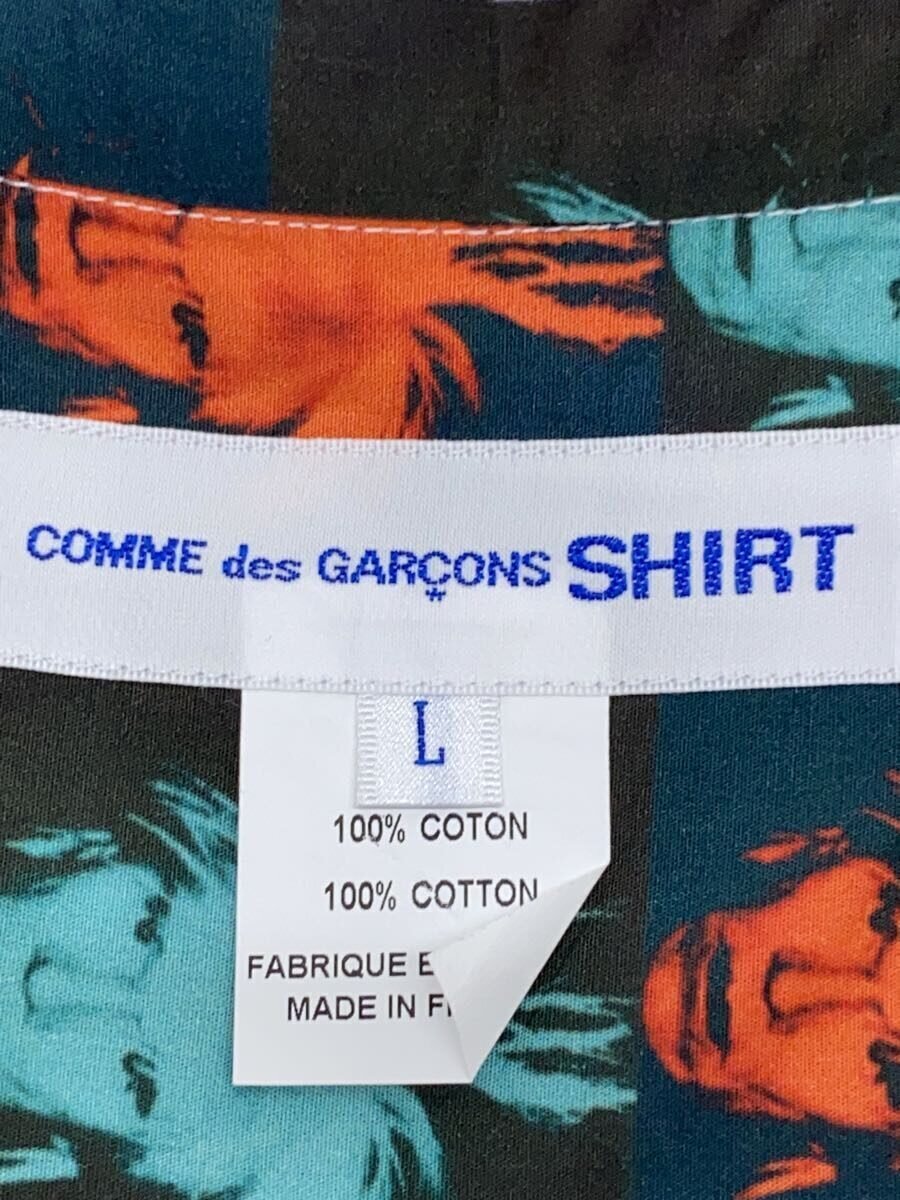 COMME des GARÇONS SHIRT
L
100% COTON
100% COTTON
FABRIQUE
MADE IN